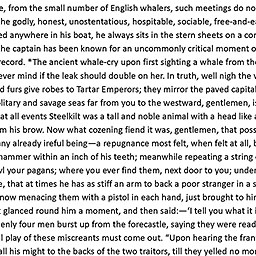 e, from the small number of English whalers, such meetings do no
he godly, honest, unostentatious, hospitable, sociable, free-and-ea
ed anywhere in his boat, he always sits in the stern sheets on a com
he captain has been known for an uncommonly critical moment o
record. *The ancient whale-cry upon first sighting a whale from the
ever mind if the leak should double on her. In truth, well nigh the w
d furs give robes to Tartar Emperors; they mirror the paved capital
litary and savage seas far from you to the westward, gentlemen, is
at all events Steelkilt was a tall and noble animal with a head like a
m his brow. Now what cozening fiend it was, gentlemen, that posse
ny already ireful being—a repugnance most felt, when felt at all, b
hammer within an inch of his teeth; meanwhile repeating a string o
wl your pagans; where you ever find them, next door to you; under
e, that at times he has as stiff an arm to back a poor stranger in a s
now menacing them with a pistol in each hand, just brought to hin
t glanced round him a moment, and then said:—'I tell you what it i
enly four men burst up from the forecastle, saying they were read
l play of these miscreants must come out. "Upon hearing the fran
all his might to the backs of the two traitors, till they yelled no mor